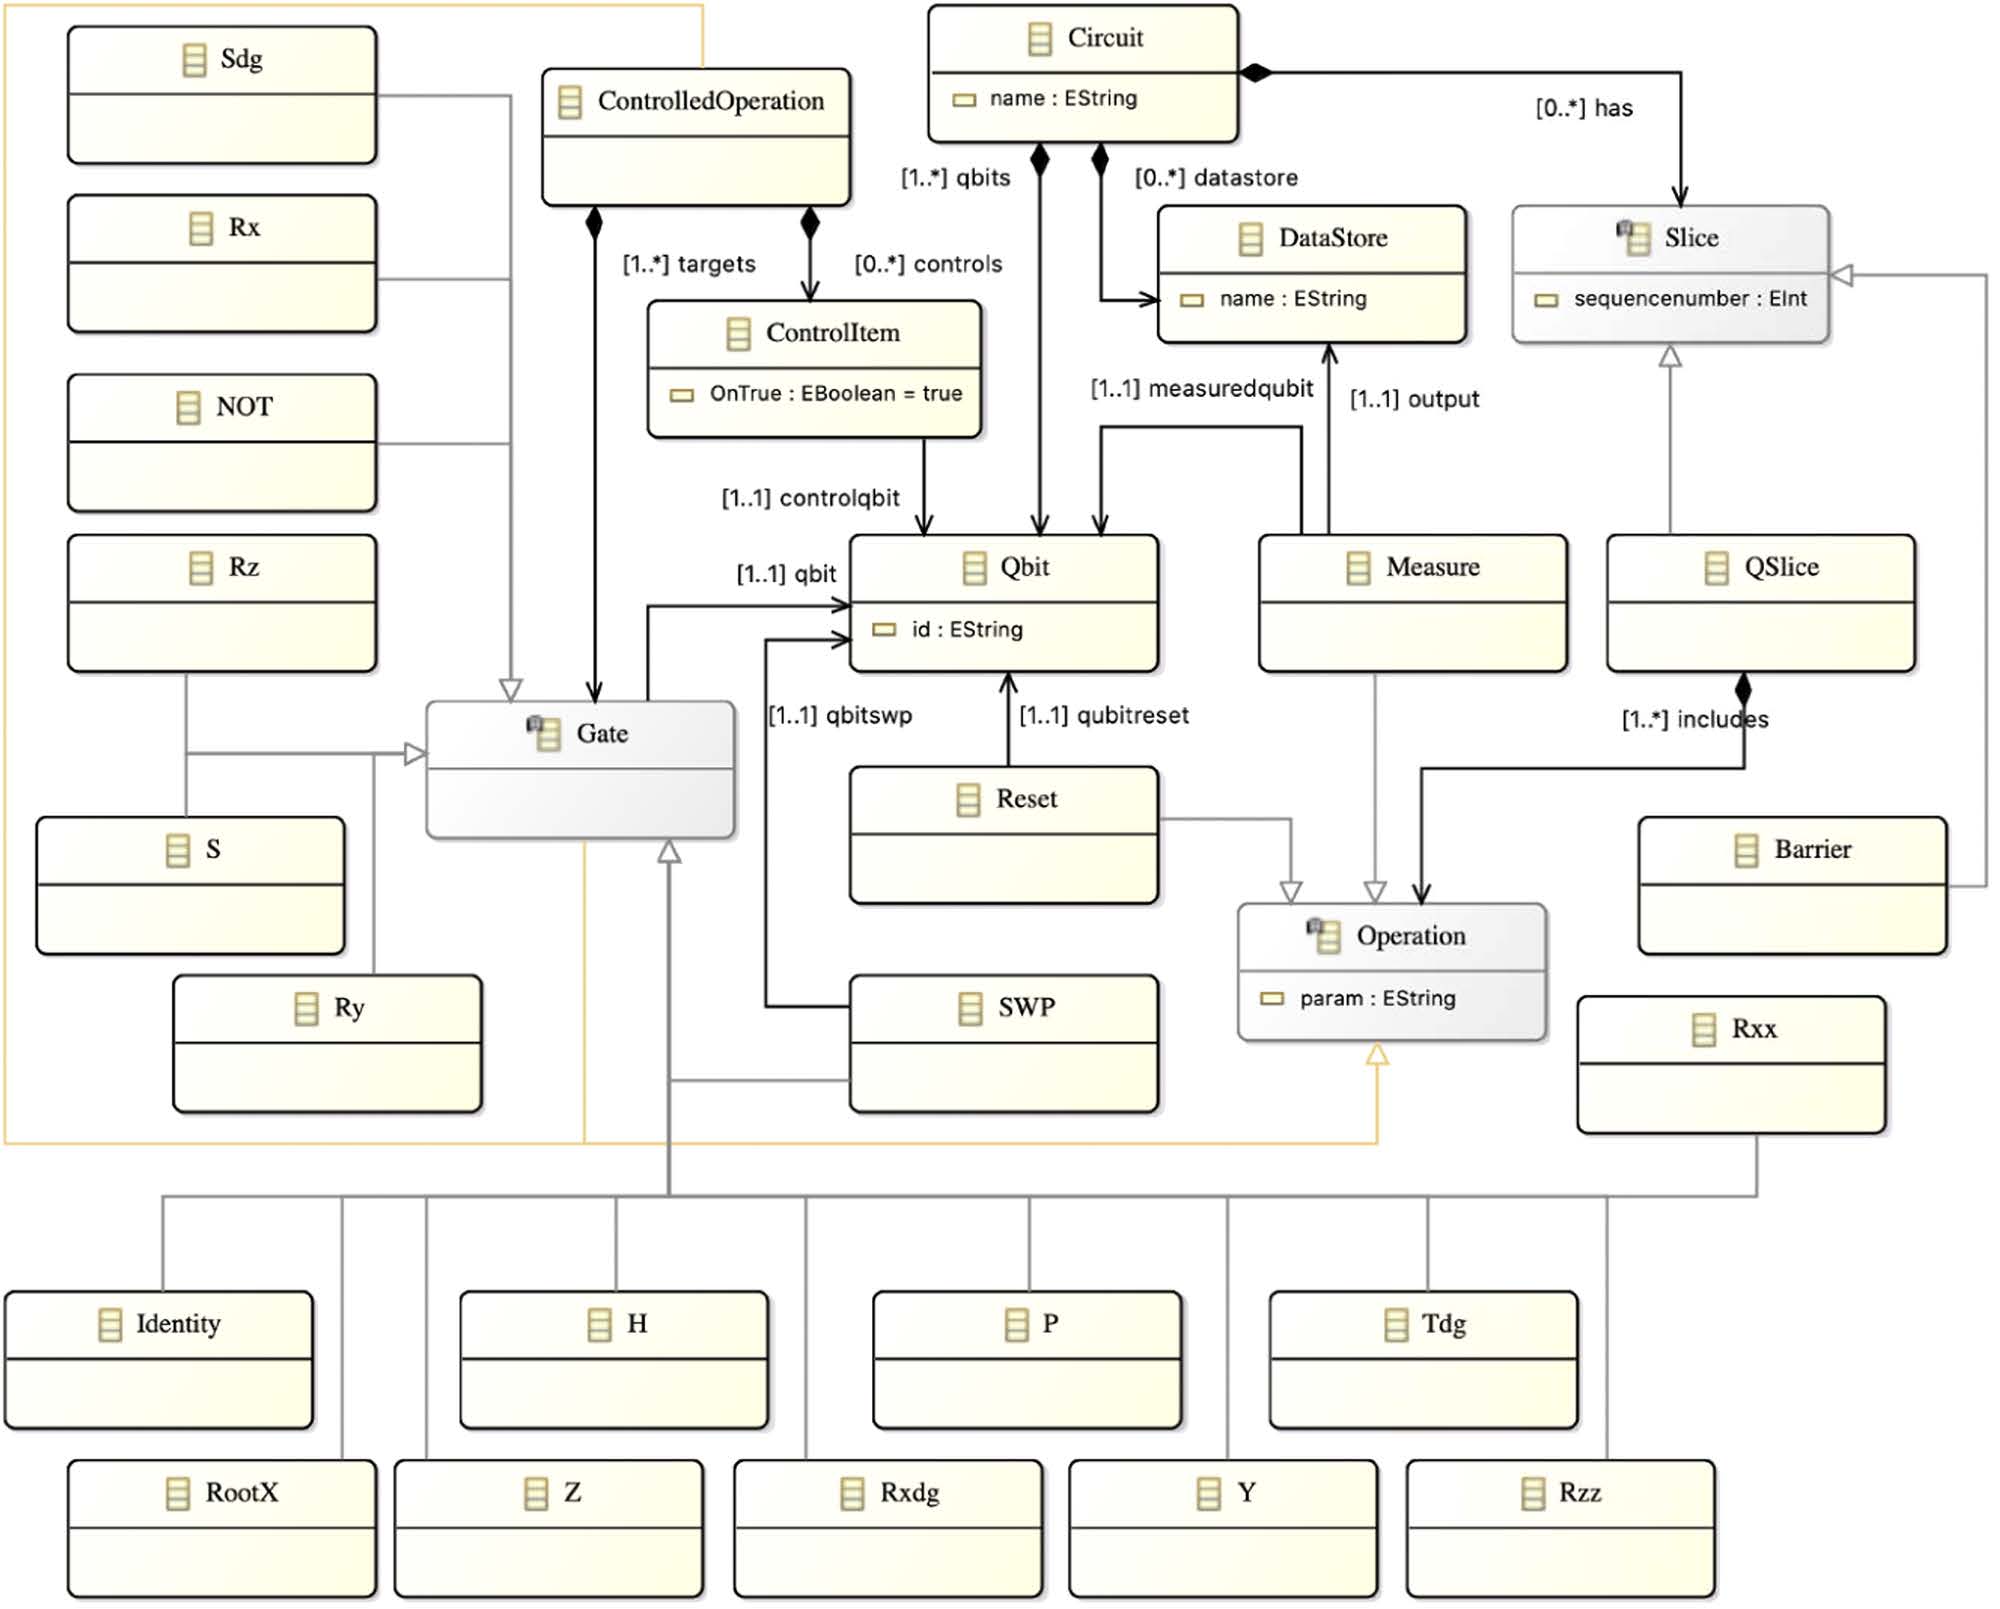 Sdg
ControlledOperation
Circuit
name : EString
[0..*] has
[1..*] qbits
[0..*] datastore
Rx
[1..*] targets
[0..*] controls
DataStore
name : EString
Slice
sequencenumber : EInt
ControlItem
OnTrue : EBoolean = true
NOT
[1..1] measuredqubit
[1..1] output
[1..1] controlqbit
Rz
[1..1] qbit
Qbit
id : EString
Measure
QSlice
Gate
[1..1] qbitswp
[1..1] qubitreset
[1..*] includes
Reset
S
Barrier
Operation
param : EString
Ry
SWP
Rxx
Identity
H
P
Tdg
RootX
Z
Rxdg
Y
Rzz